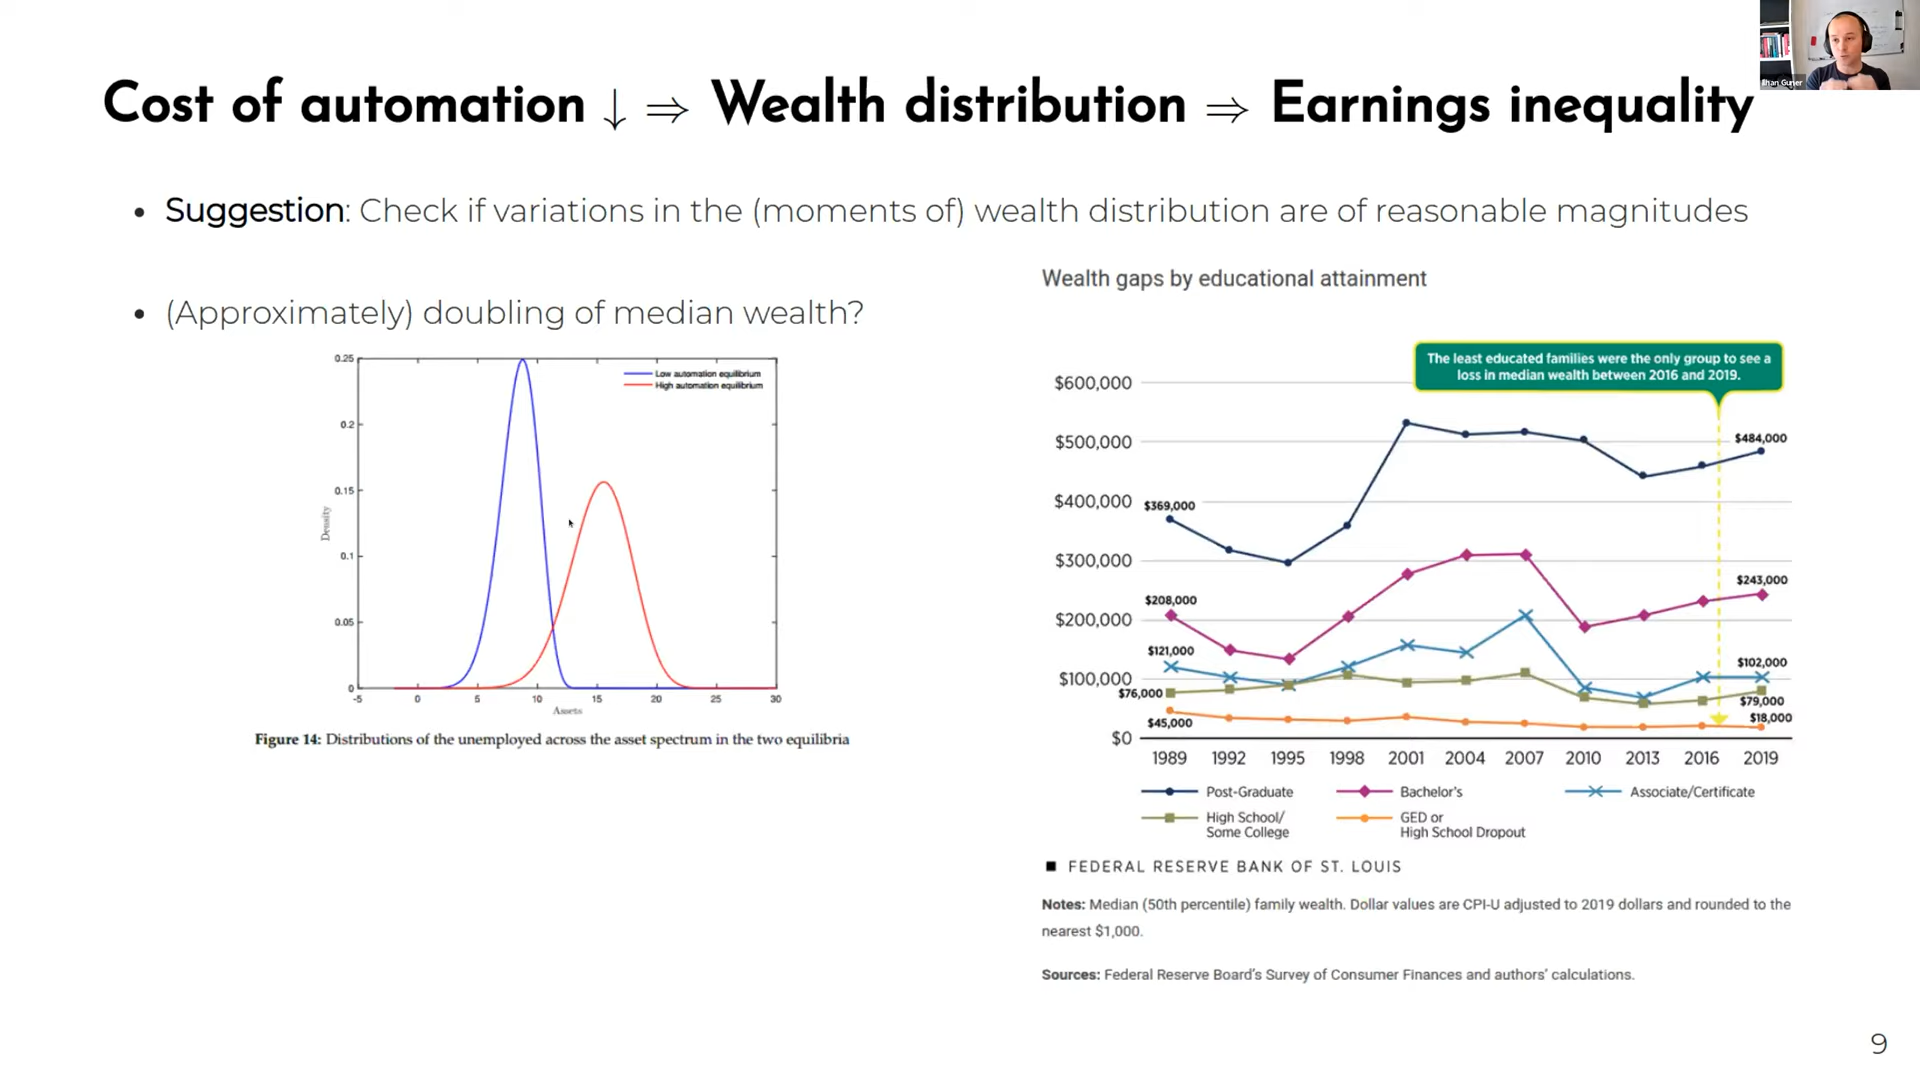 Cost of automation ↓ ⇒ Wealth distribution ⇒ Earnings inequality
• Suggestion: Check if variations in the (moments of) wealth distribution are of reasonable magnitudes
• (Approximately) doubling of median wealth?
0.25
0.2
0.15
0.1
0.05
0
Density
Low automation equilibrium
High automation equilibrium
-5 0 5 10 15 20 25 30
Assets
Figure 14: Distributions of the unemployed across the asset spectrum in the two equilibria
Wealth gaps by educational attainment
The least educated families were the only group to see a
loss in median wealth between 2016 and 2019.
$600,000
$500,000
$400,000
$300,000
$200,000
$100,000
$0
$369,000
$208,000
$121,000
$76,000
$45,000
$484,000
$243,000
$102,000
$79,000
$18,000
1989 1992 1995 1998 2001 2004 2007 2010 2013 2016 2019
Post-Graduate Bachelor's Associate/Certificate
High School/
Some College
GED or
High School Dropout
■ FEDERAL RESERVE BANK OF ST. LOUIS
Notes: Median (50th percentile) family wealth. Dollar values are CPI-U adjusted to 2019 dollars and rounded to the
nearest $1,000.
Sources: Federal Reserve Board's Survey of Consumer Finances and authors' calculations.
9